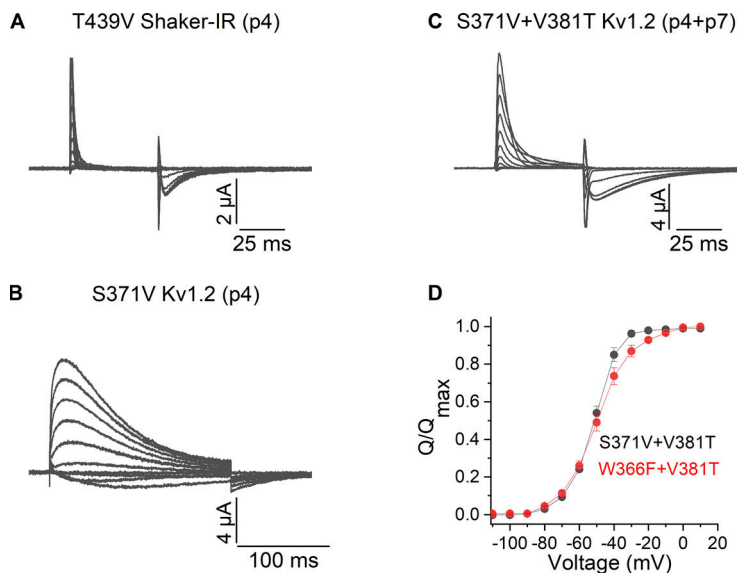 A T439V Shaker-IR (p4)
2 µA
25 ms
B S371V Kv1.2 (p4)
4 µA
100 ms
C S371V+V381T Kv1.2 (p4+p7)
4 µA
25 ms
D
Q/Qmax
1.0
0.8
0.6
0.4
0.2
0.0
S371V+V381T
W366F+V381T
-100 -80 -60 -40 -20 0 20
Voltage (mV)